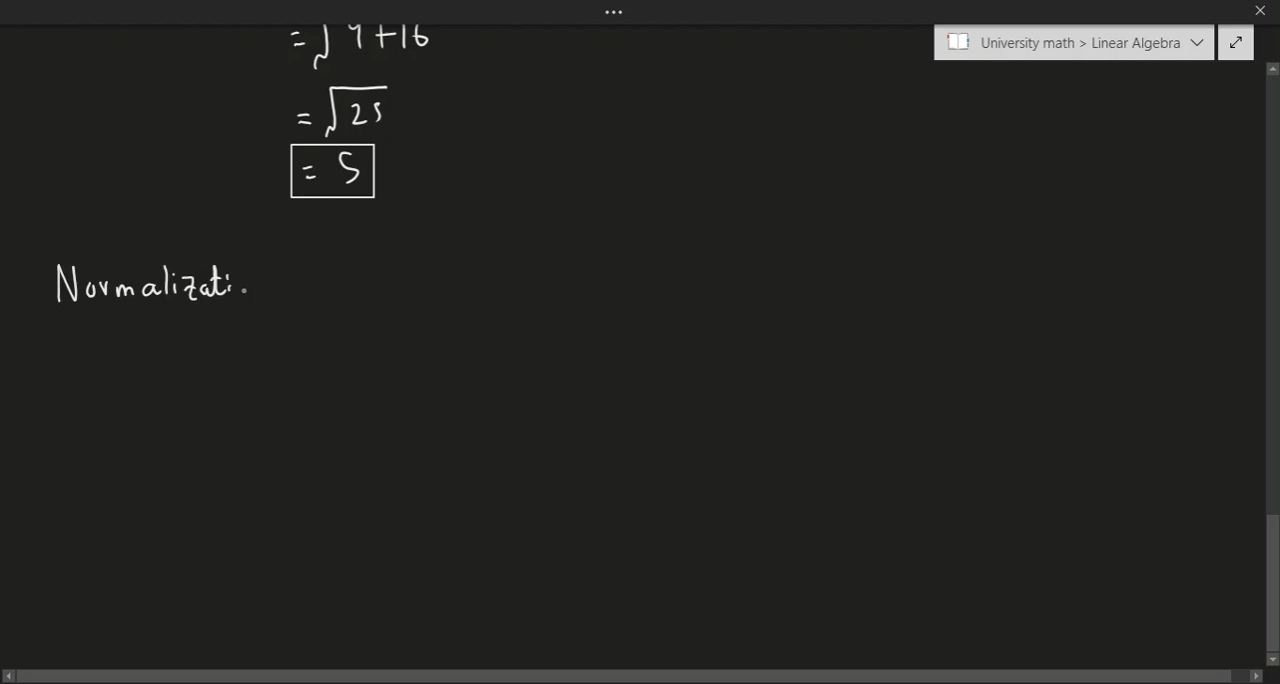 ...
University math > Linear Algebra
= √9+16
= √25
= 5
Normalizati